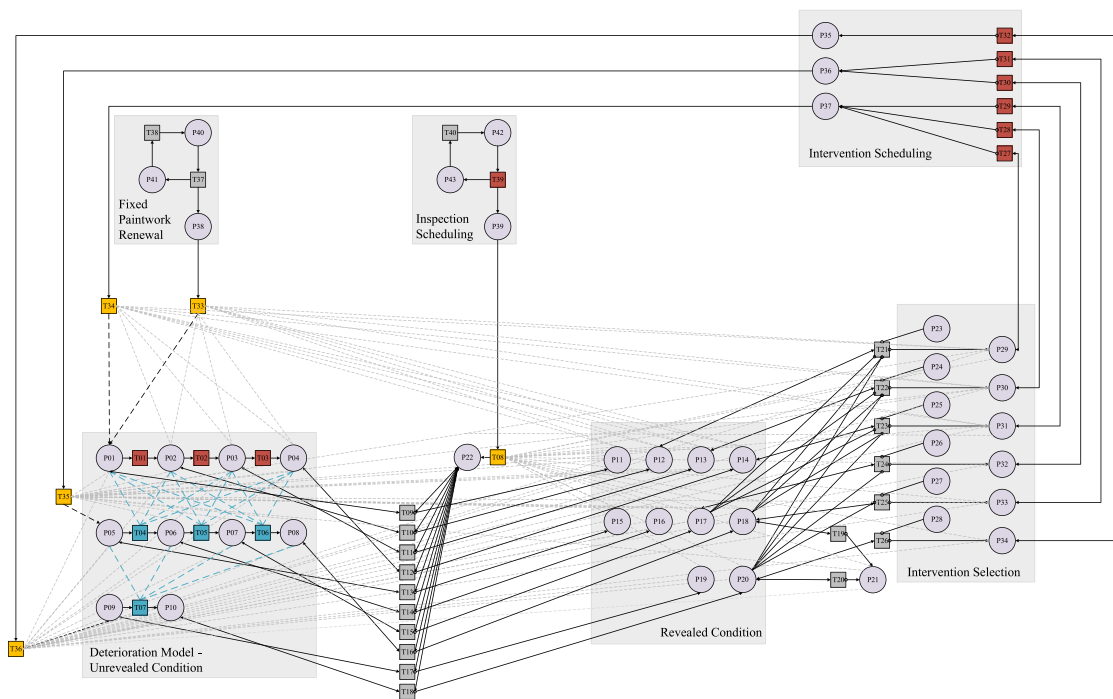 P35
T32
T31
P36
T30
P37
T29
T28
T27
Intervention Scheduling
T38
P40
P41
T37
P38
Fixed
Paintwork
Renewal
T40
P42
P43
T39
P39
Inspection
Scheduling
T34
T33
P23
T21
P29
P24
T22
P30
P25
T23
P31
P26
T24
P32
P27
T25
P33
P28
T26
P34
Intervention Selection
P01
T01
P02
T02
P03
T03
P04
T35
P05
T04
P06
T05
P07
T06
P08
P09
T07
P10
T36
Deterioration Model -
Unrevealed Condition
P22
T08
T09
T10
T11
T12
T13
T14
T15
T16
T17
T18
P11
P12
P13
P14
P15
P16
P17
P18
P19
P20
Revealed Condition
T19
T20
P21